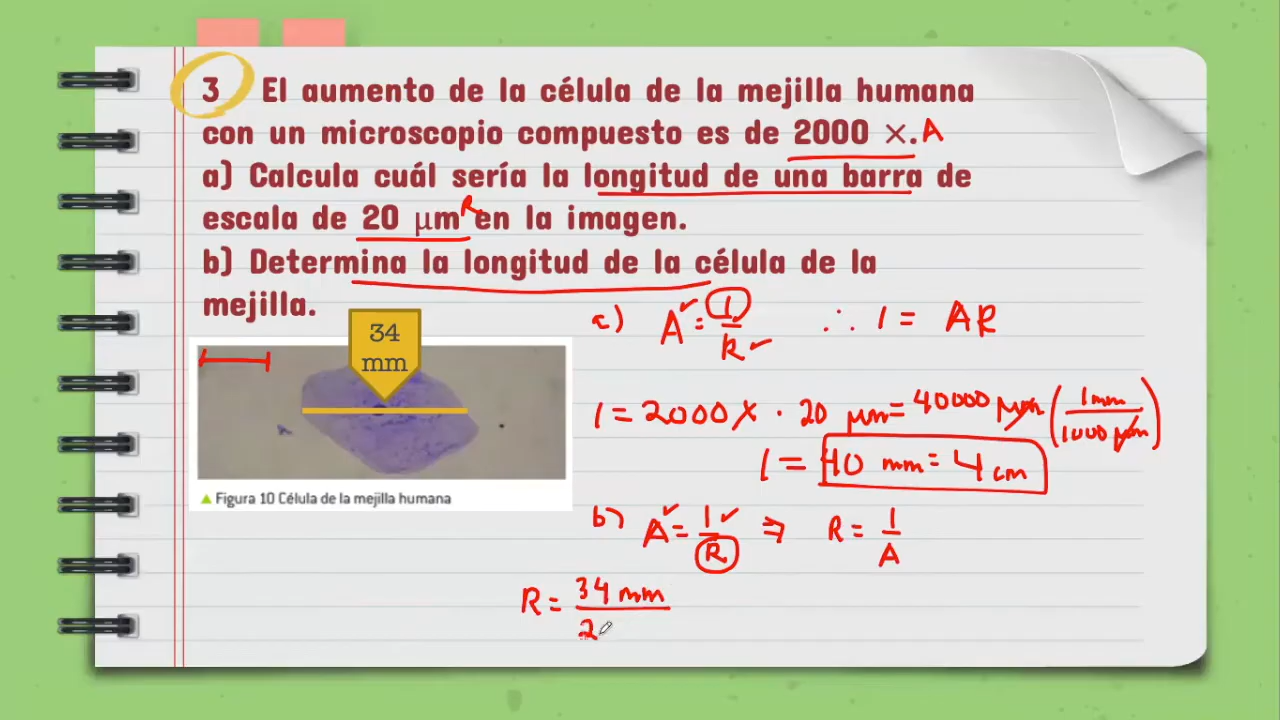 3 El aumento de la célula de la mejilla humana
con un microscopio compuesto es de 2000 ×. A
a) Calcula cuál sería la longitud de una barra de
escala de 20 μm R en la imagen.
b) Determina la longitud de la célula de la
mejilla.
34
mm
▲ Figura 10 Célula de la mejilla humana
a) A = I / R ∴ I = AR
I = 2000 X · 20 μm = 40000 μm (1 mm / 1000 μm)
I = 40 mm = 4 cm
b) A = I / R ⇒ R = I / A
R = 34 mm / 2